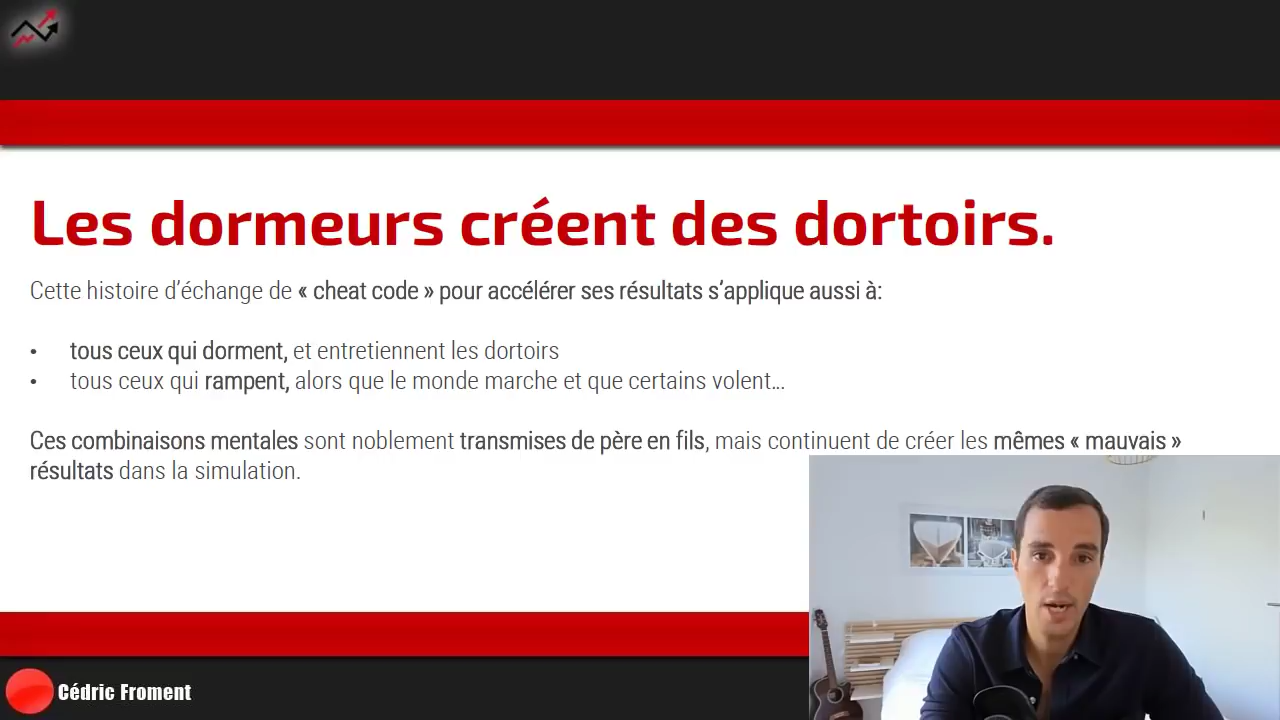 Les dormeurs créent des dortoirs.
Cette histoire d’échange de « cheat code » pour accélérer ses résultats s’applique aussi à:
• tous ceux qui dorment, et entretiennent les dortoirs
• tous ceux qui rampent, alors que le monde marche et que certains volent…
Ces combinaisons mentales sont noblement transmises de père en fils, mais continuent de créer les mêmes « mauvais »
résultats dans la simulation.
Cédric Froment